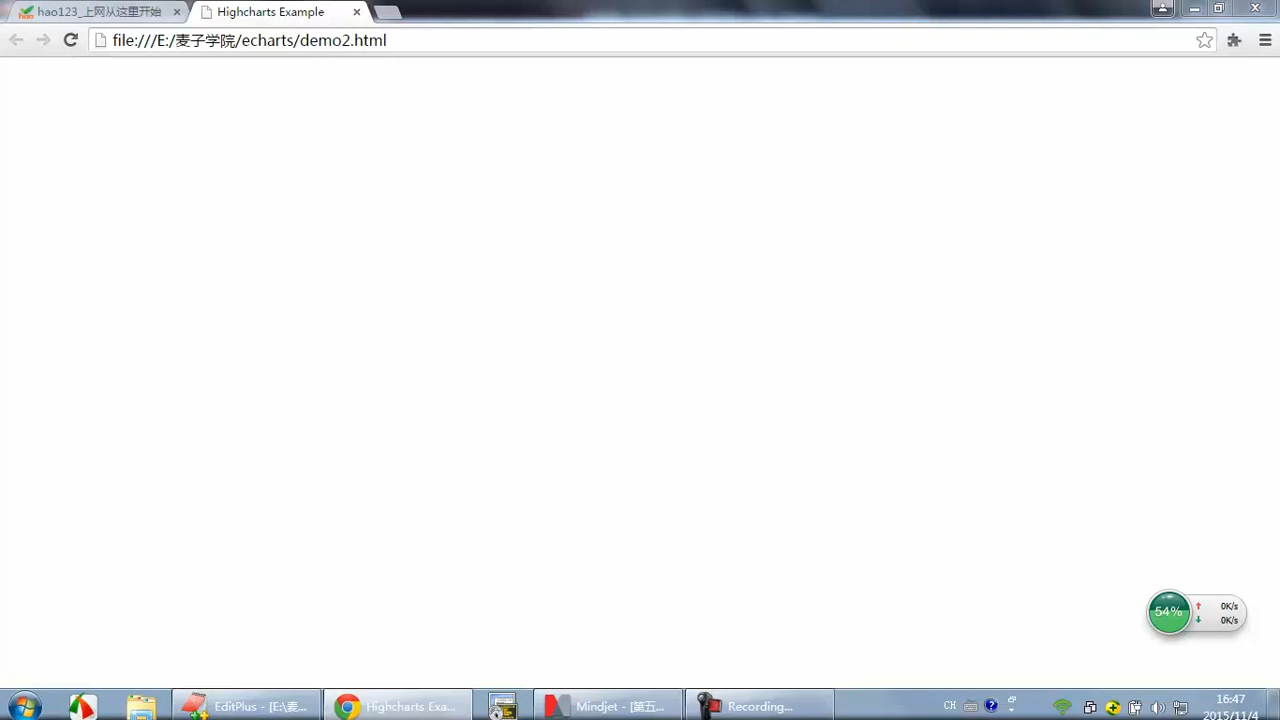 hao123_上网从这里开始
Highcharts Example
file:///E:/麦子学院/echarts/demo2.html
54%
0K/s
0K/s
EditPlus - [E:\麦...
Highcharts Exa...
Mindjet - [第五...
Recording...
CH
16:47
2015/11/4